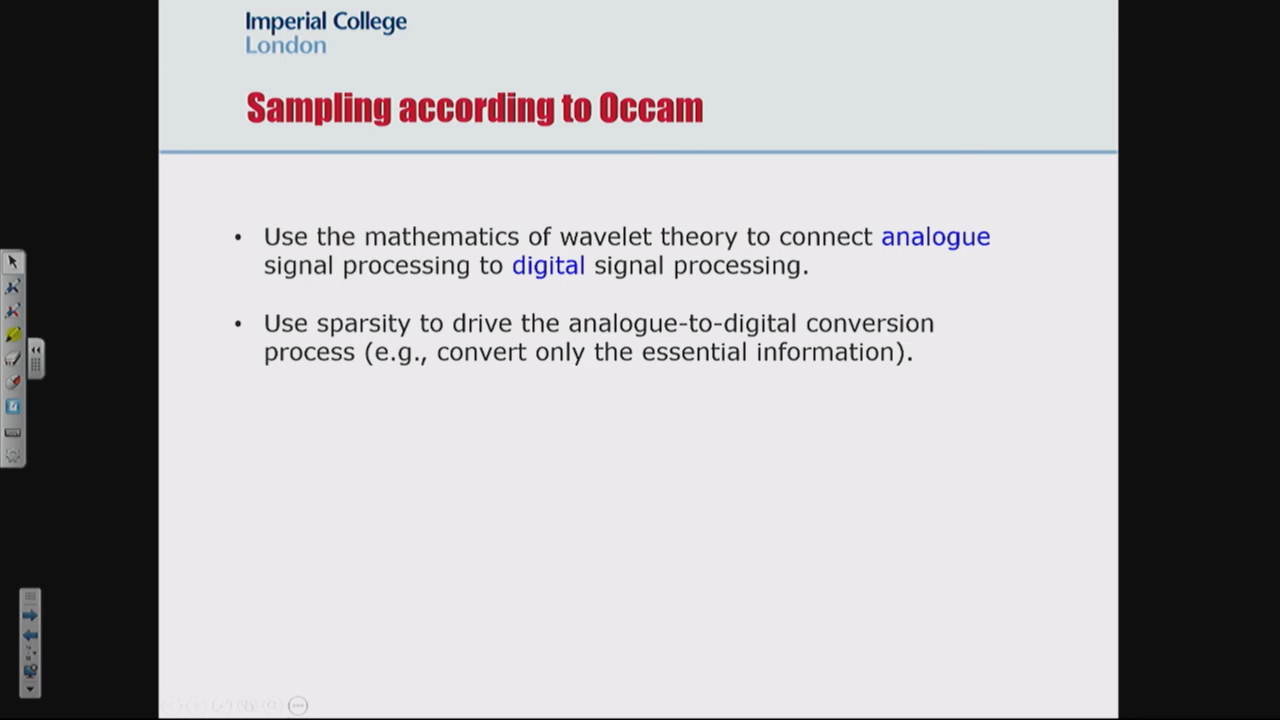 Imperial College
London
Sampling according to Occam
• Use the mathematics of wavelet theory to connect analogue
signal processing to digital signal processing.
• Use sparsity to drive the analogue-to-digital conversion
process (e.g., convert only the essential information).